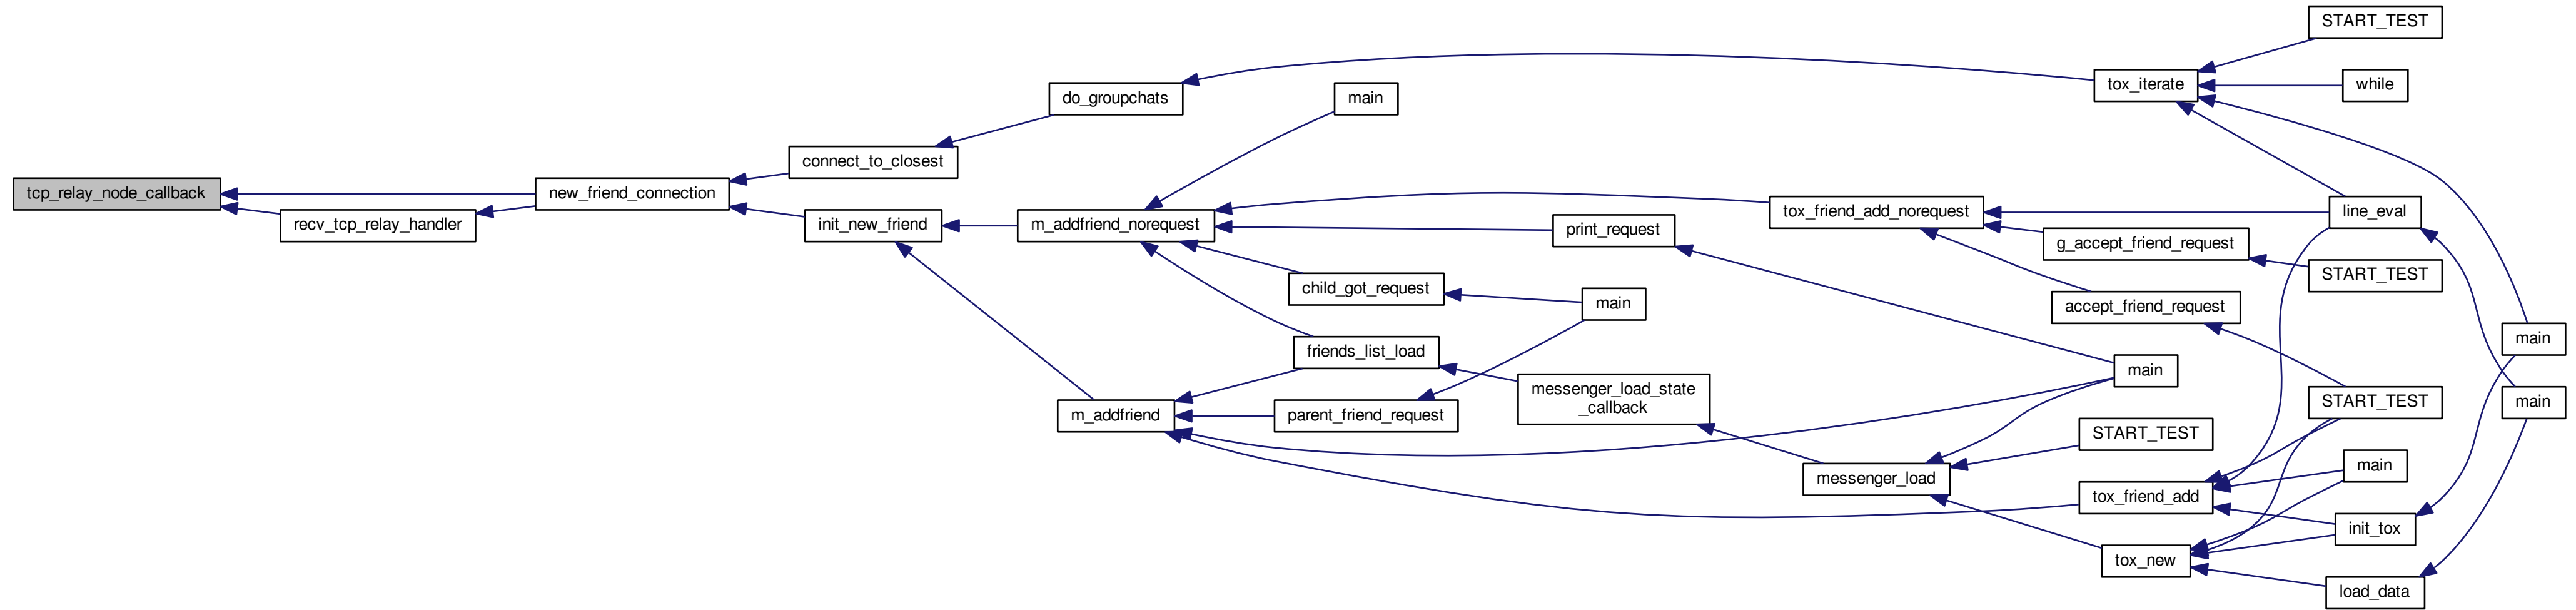 tcp_relay_node_callback
recv_tcp_relay_handler
new_friend_connection
connect_to_closest
init_new_friend
do_groupchats
m_addfriend_norequest
m_addfriend
main
child_got_request
friends_list_load
parent_friend_request
print_request
main
messenger_load_state
_callback
tox_friend_add_norequest
messenger_load
tox_iterate
g_accept_friend_request
accept_friend_request
main
START_TEST
tox_friend_add
tox_new
START_TEST
while
line_eval
START_TEST
START_TEST
main
init_tox
load_data
main
main